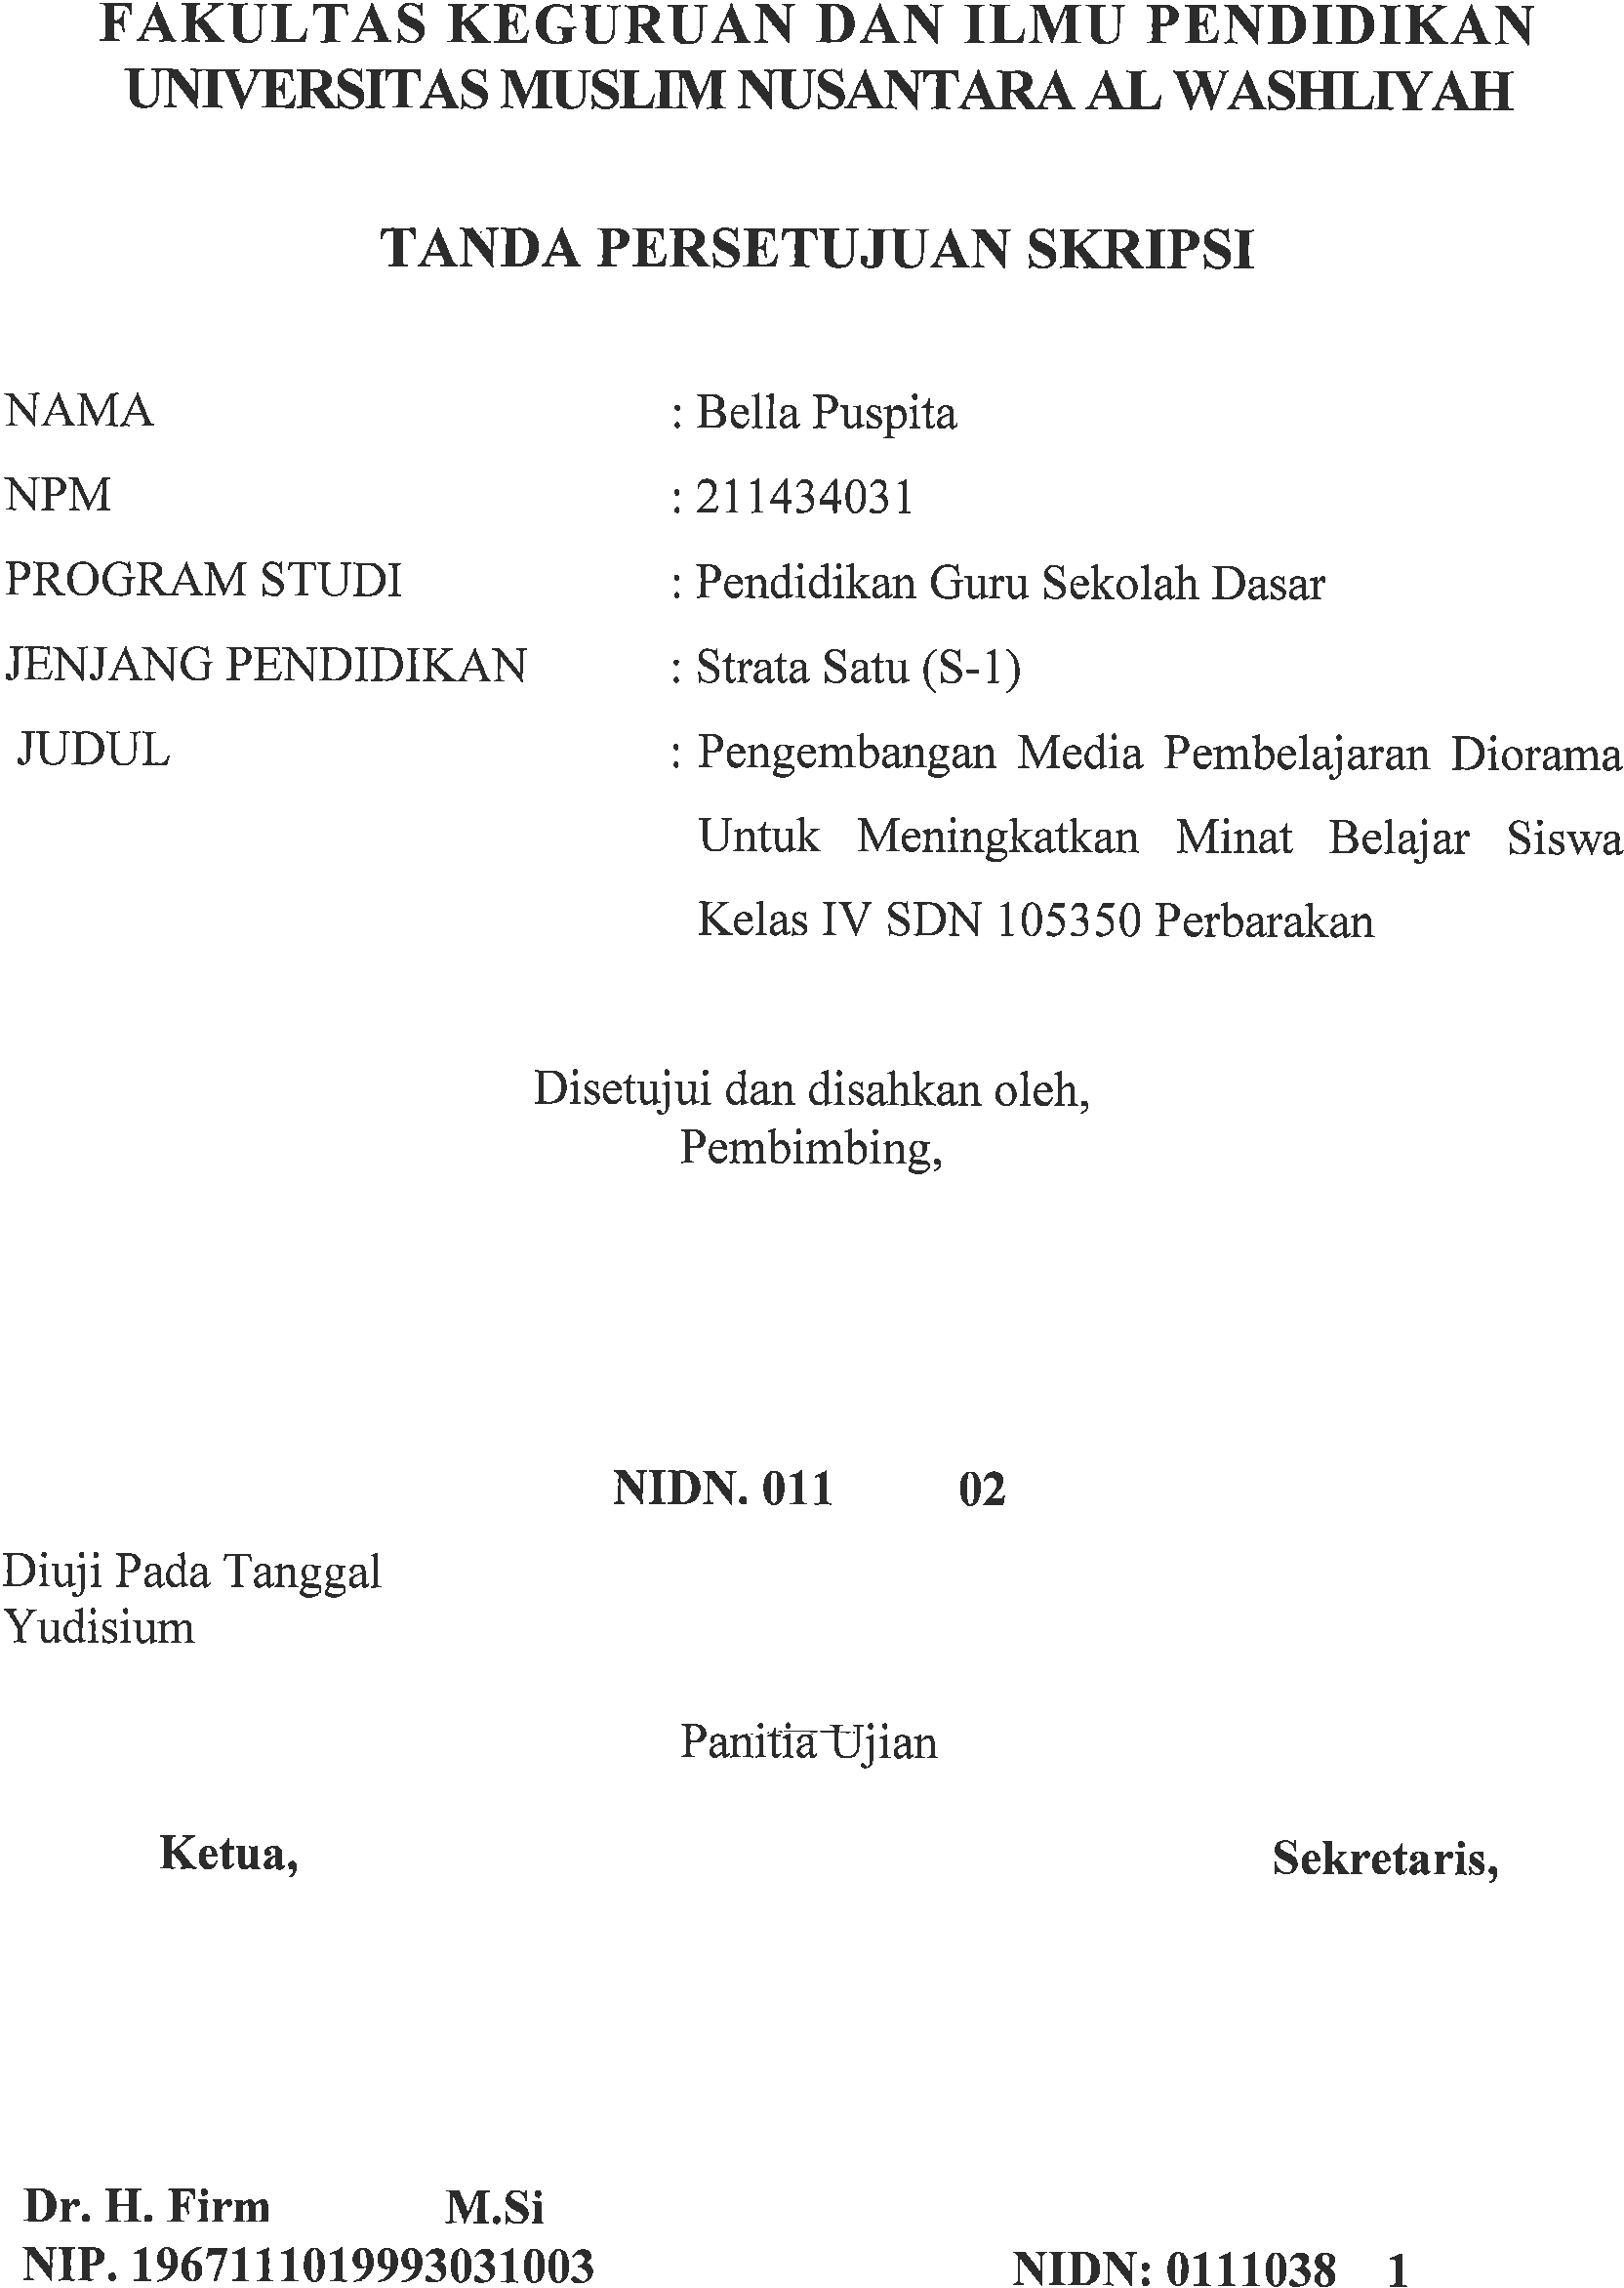 FAKULTAS KEGURUAN DAN ILMU PENDIDIKAN
UNIVERSITAS MUSLIM NUSANTARA AL WASHLIYAH
TANDA PERSETUJUAN SKRIPSI
NAMA : Bella Puspita
NPM : 211434031
PROGRAM STUDI : Pendidikan Guru Sekolah Dasar
JENJANG PENDIDIKAN : Strata Satu (S-1)
JUDUL : Pengembangan Media Pembelajaran Diorama
Untuk Meningkatkan Minat Belajar Siswa
Kelas IV SDN 105350 Perbarakan
Disetujui dan disahkan oleh,
Pembimbing,
NIDN. 011 02
Diuji Pada Tanggal
Yudisium
Panitia Ujian
Ketua, Sekretaris,
Dr. H. Firm M.Si
NIP. 1967111019993031003 NIDN: 0111038 1